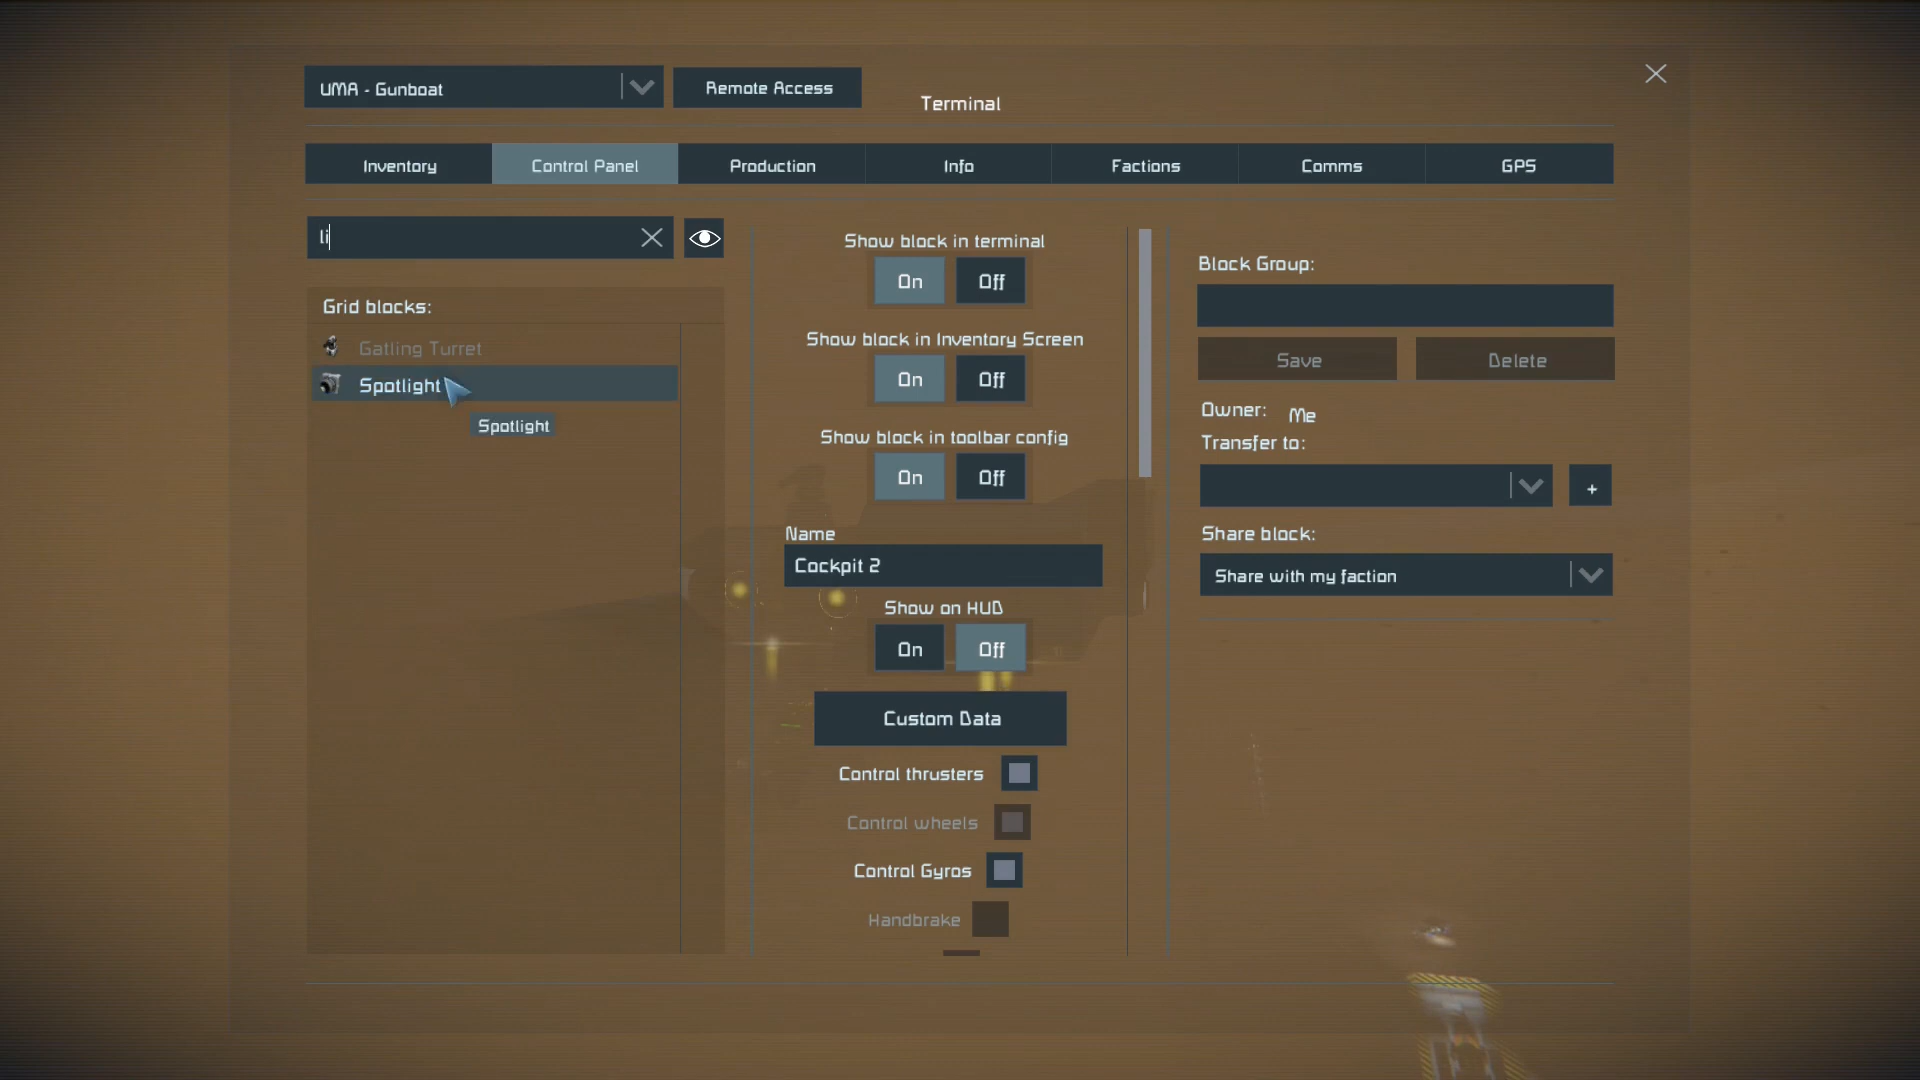 UMA - Gunboat
Remote Access
Terminal
Inventory
Control Panel
Production
Info
Factions
Comms
GPS
li
Grid blocks:
Gatling Turret
Spotlight
Spotlight
Show block in terminal
On Off
Show block in Inventory Screen
On Off
Show block in toolbar config
On Off
Name
Cockpit 2
Show on HUD
On Off
Custom Data
Control thrusters
Control wheels
Control Gyros
Handbrake
Block Group:
Save
Delete
Owner: Me
Transfer to:
+
Share block:
Share with my faction